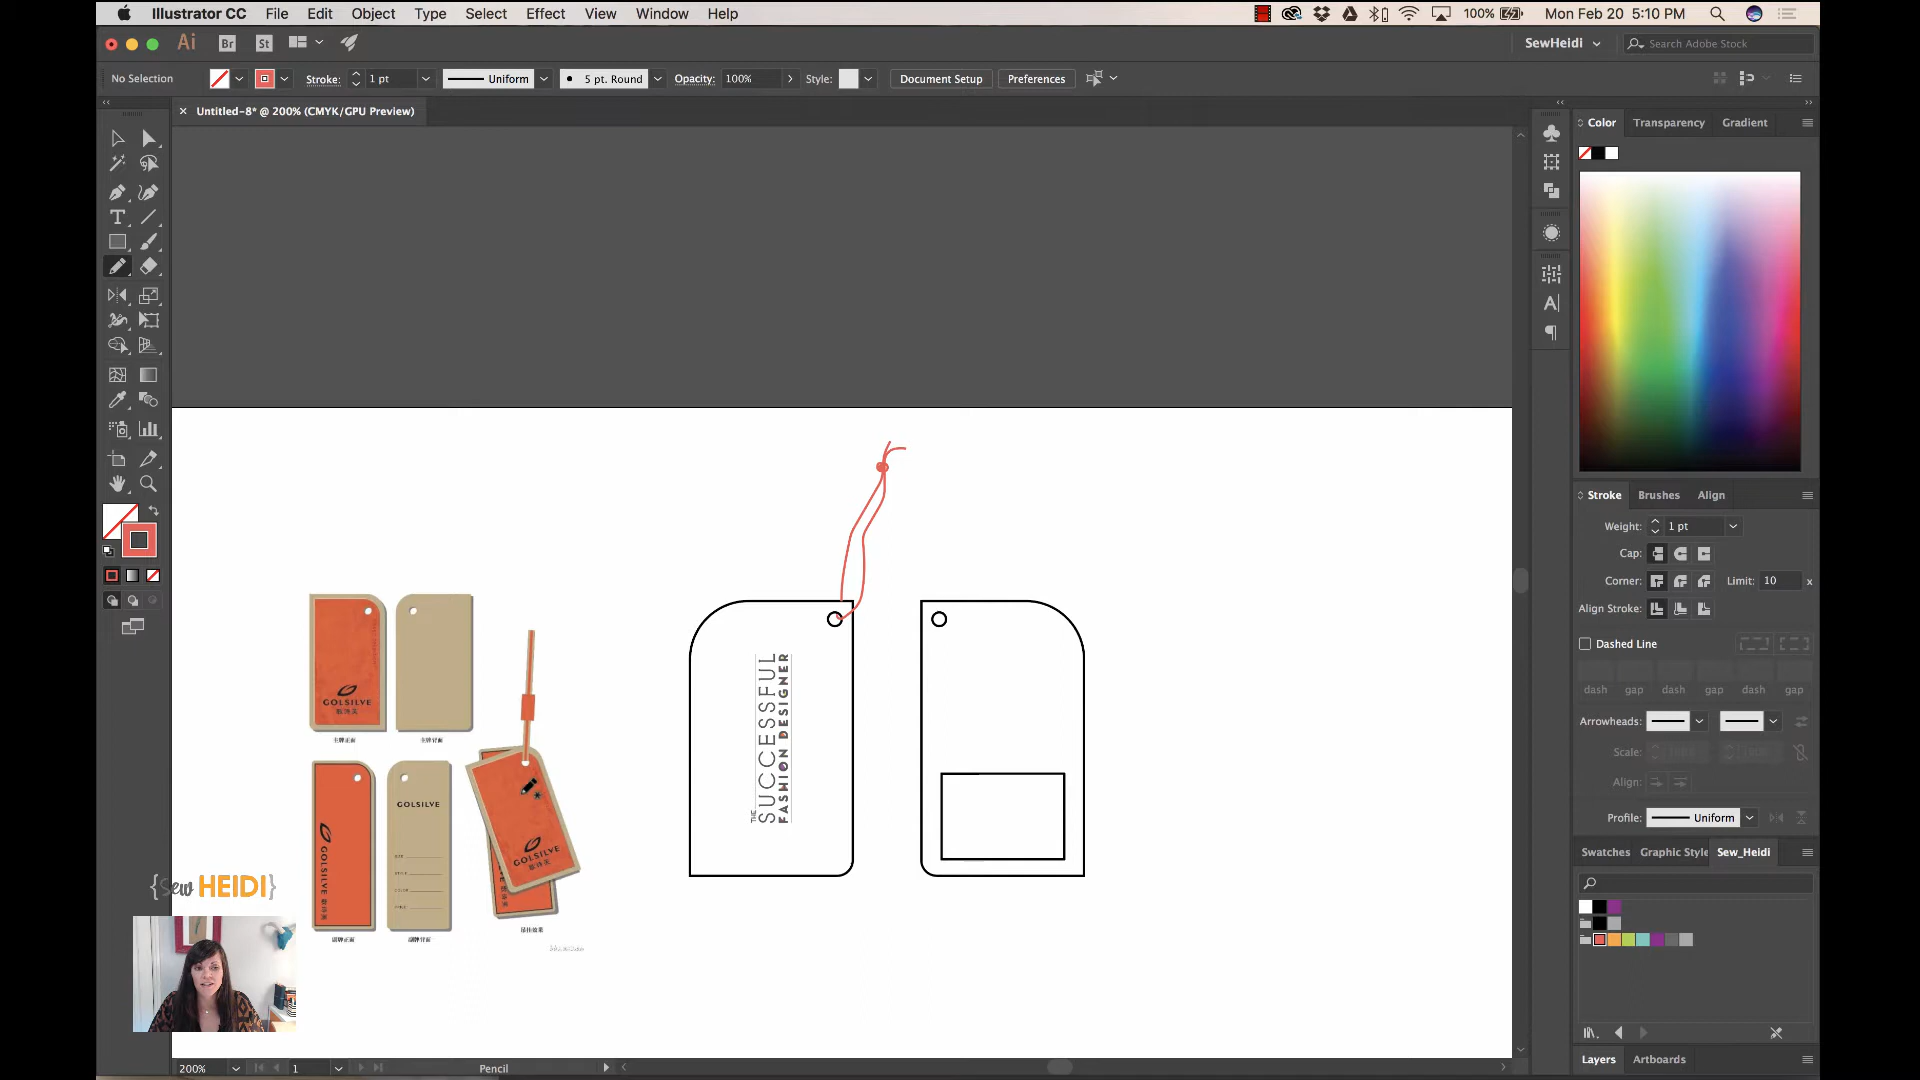 Illustrator CC File Edit Object Type Select Effect View Window Help
100% Mon Feb 20 5:10 PM
Ai Br St
SewHeidi
Search Adobe Stock
No Selection
Stroke: 1 pt
Uniform
5 pt. Round
Opacity: 100%
Style:
Document Setup
Preferences
Untitled-8* @ 200% (CMYK/GPU Preview)
Color Transparency Gradient
Stroke Brushes Align
Weight: 1 pt
Cap:
Corner: Limit: 10 x
Align Stroke:
Dashed Line
dash gap dash gap dash gap
Arrowheads:
Scale:
Align:
Profile: Uniform
Swatches Graphic Style Sew_Heidi
Layers Artboards
GOLSILVE
GOLSILVE
GOLSILVE
GOLSILVE
THE
SUCCESSFUL
FASHION DESIGNER
{Sew HEIDI}
200% 1 Pencil